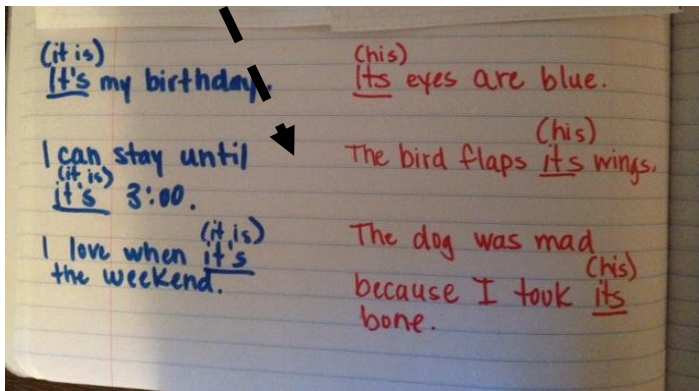 (it is)
It's my birthday.
I can stay until
(it is)
it's 3:00.
(it is)
I love when it's
the weekend.
(his)
Its eyes are blue.
(his)
The bird flaps its wings.
The dog was mad
(his)
because I took its
bone.